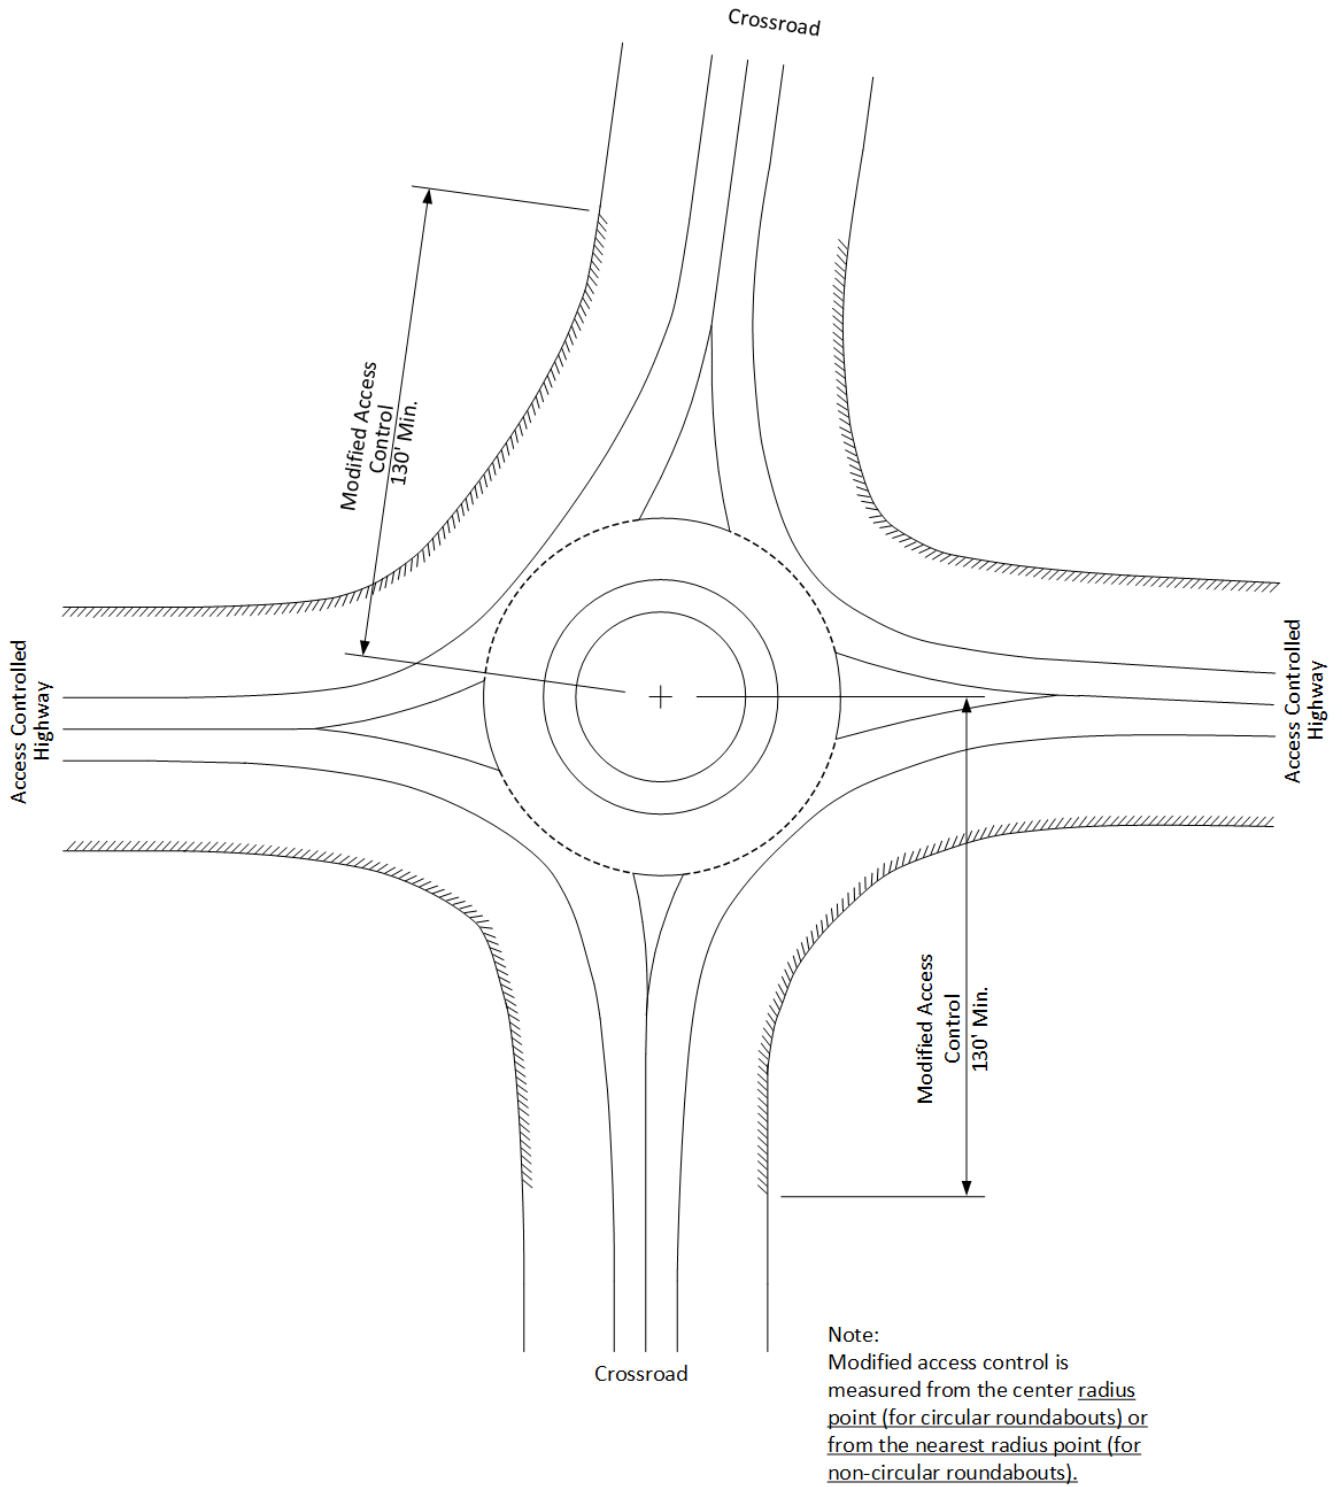 Crossroad
Modified Access
Control
130' Min.
Access Controlled
Highway
Access Controlled
Highway
Modified Access
Control
130' Min.
Crossroad
Note:
Modified access control is
measured from the center radius
point (for circular roundabouts) or
from the nearest radius point (for
non-circular roundabouts).